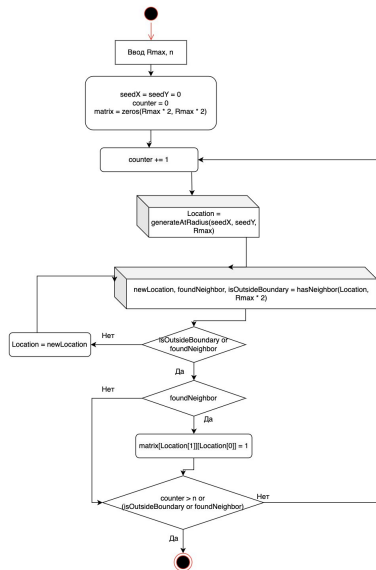 Ввод Rmax, n
seedX = seedY = 0
counter = 0
matrix = zeros(Rmax * 2, Rmax * 2)
counter += 1
Location =
generateAtRadius(seedX, seedY,
Rmax)
newLocation, foundNeighbor, isOutsideBoundary = hasNeighbor(Location,
Rmax * 2)
Нет
isOutsideBoundary or
foundNeighbor
Location = newLocation
Да
Нет
foundNeighbor
Да
matrix[Location[1]][Location[0]] = 1
counter > n or
(isOutsideBoundary or foundNeighbor)
Нет
Да